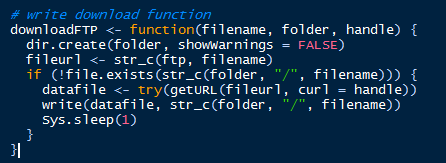 # write download function
downloadFTP <- function(filename, folder, handle) {
  dir.create(folder, showWarnings = FALSE)
  fileurl <- str_c(ftp, filename)
  if (!file.exists(str_c(folder, "/", filename))) {
    datafile <- try(getURL(fileurl, curl = handle))
    write(datafile, str_c(folder, "/", filename))
    Sys.sleep(1)
  }
}